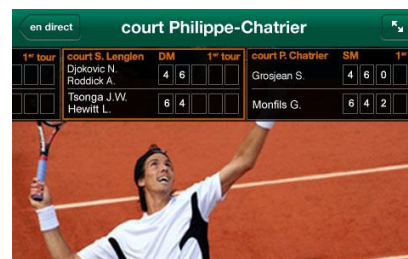 en direct
court Philippe-Chatrier
1er tour
court S. Lenglen DM 1er tour
Djokovic N.
Roddick A.
4 6
Tsonga J.W.
Hewitt L.
6 4
court P. Chatrier SM 1er
Grosjean S. 4 6 0
Monfils G. 6 4 2